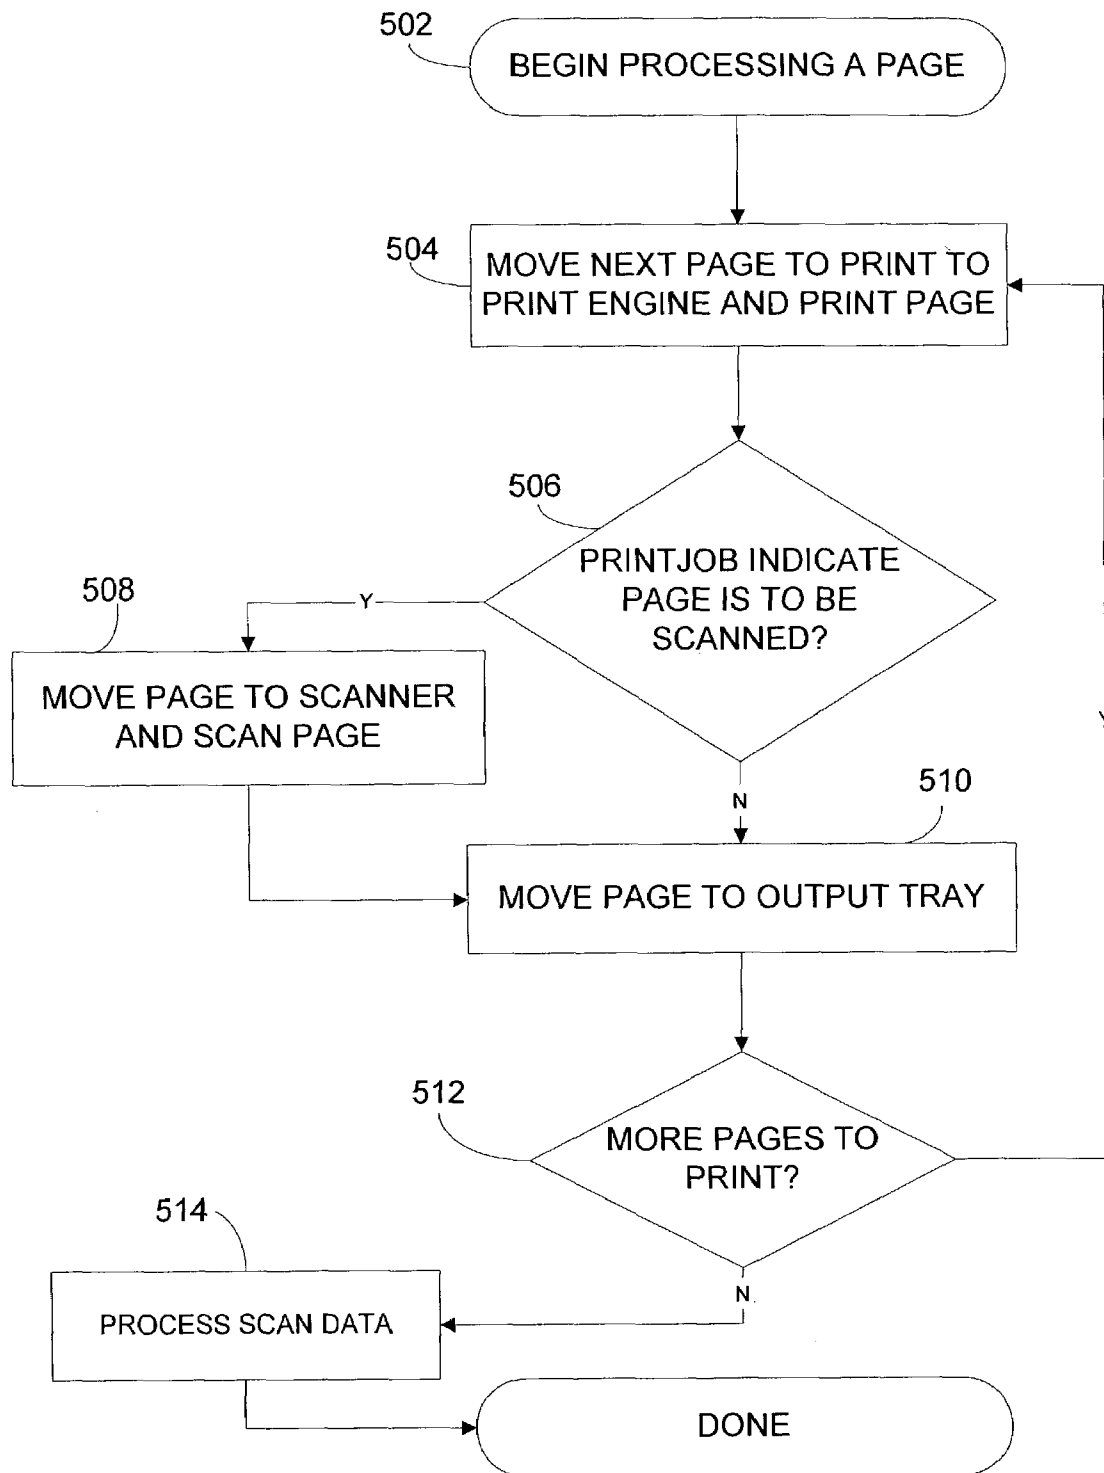 502
BEGIN PROCESSING A PAGE
504
MOVE NEXT PAGE TO PRINT TO
PRINT ENGINE AND PRINT PAGE
506
PRINTJOB INDICATE
PAGE IS TO BE
SCANNED?
Y
508
MOVE PAGE TO SCANNER
AND SCAN PAGE
Y
N
510
MOVE PAGE TO OUTPUT TRAY
512
MORE PAGES TO
PRINT?
514
N
PROCESS SCAN DATA
DONE